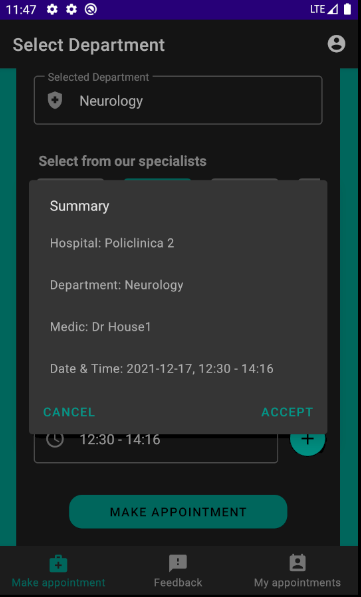 11:47
LTE
Select Department
Selected Department
Neurology
Select from our specialists
Summary
Hospital: Policlinica 2
Department: Neurology
Medic: Dr House1
Date & Time: 2021-12-17, 12:30 - 14:16
CANCEL
ACCEPT
12:30 - 14:16
+
MAKE APPOINTMENT
Make appointment
Feedback
My appointments